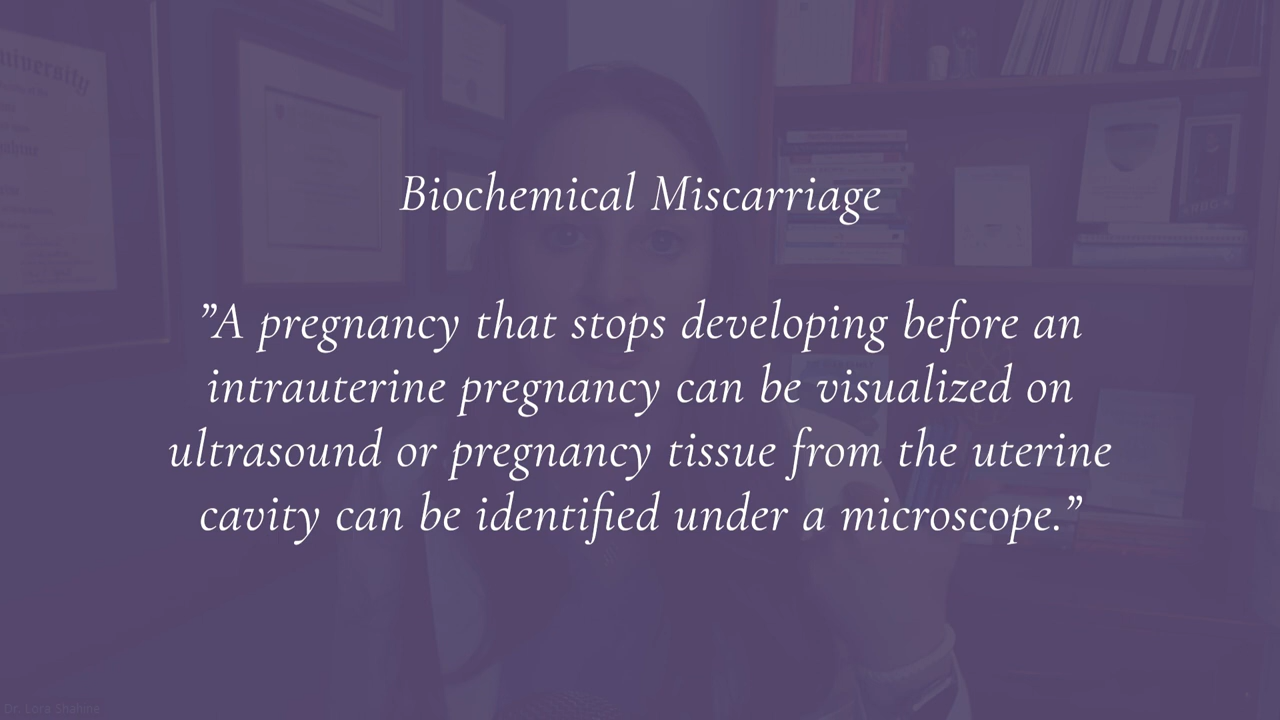 university
Biochemical Miscarriage
”A pregnancy that stops developing before an
intrauterine pregnancy can be visualized on
ultrasound or pregnancy tissue from the uterine
cavity can be identified under a microscope.”
Dr. Lora Shahine